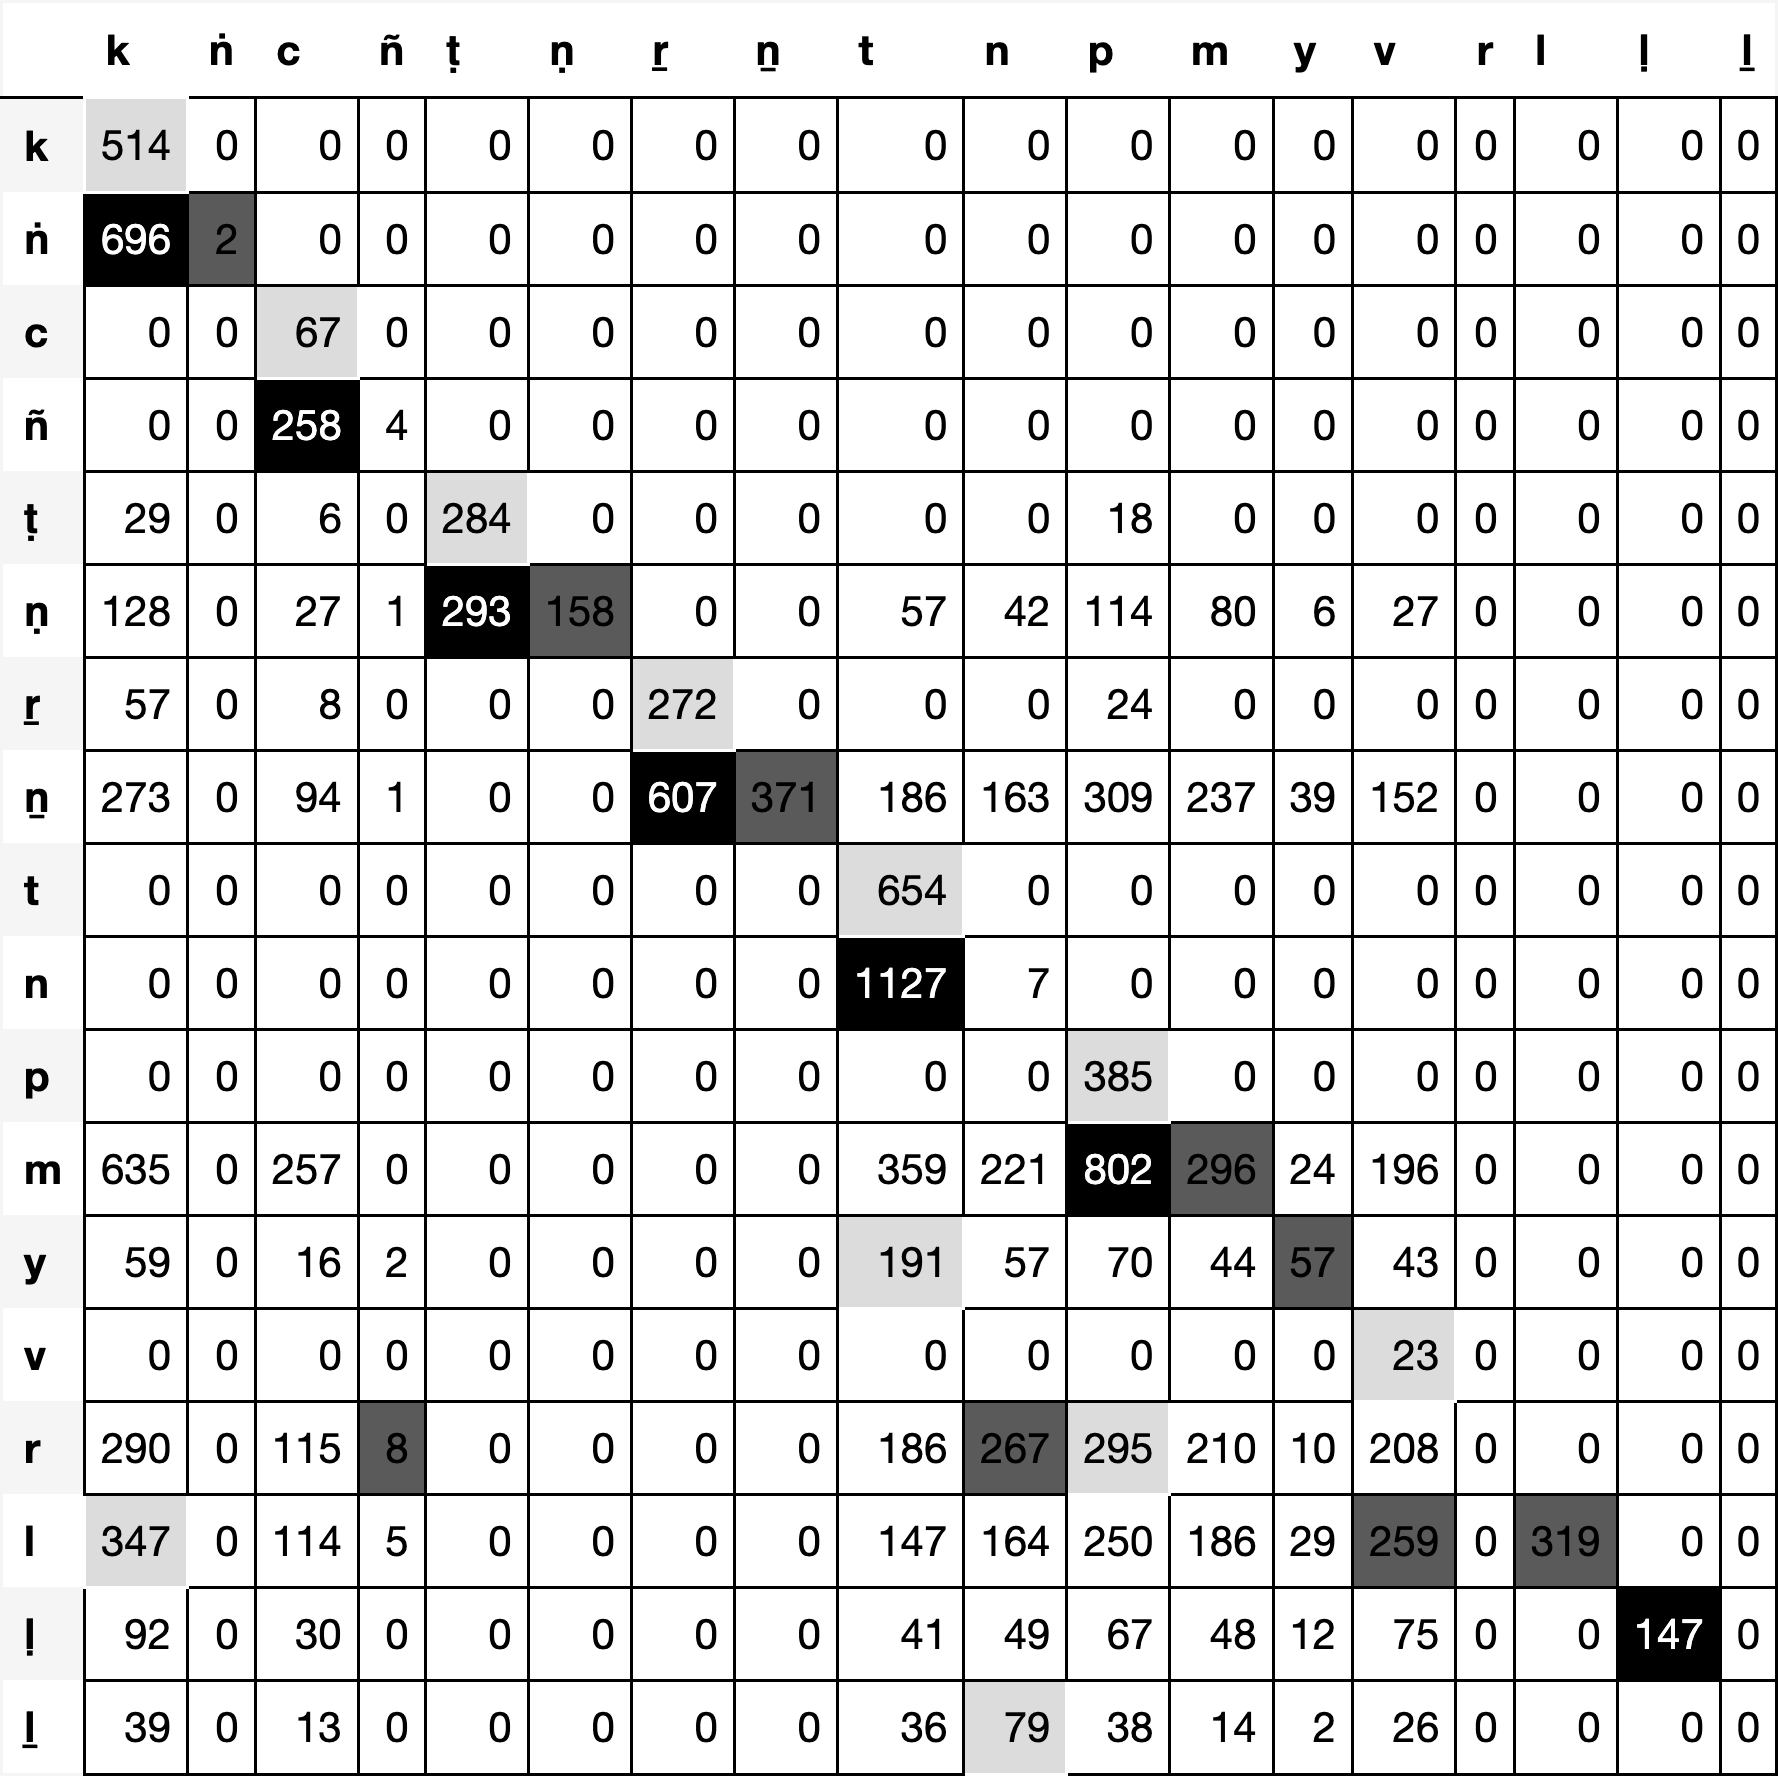 k ṅ c ñ ṭ ṇ ṟ ṉ t n p m y v r l ḷ ḻ
k 514 0 0 0 0 0 0 0 0 0 0 0 0 0 0 0 0 0
ṅ 696 2 0 0 0 0 0 0 0 0 0 0 0 0 0 0 0 0
c 0 0 67 0 0 0 0 0 0 0 0 0 0 0 0 0 0 0
ñ 0 0 258 4 0 0 0 0 0 0 0 0 0 0 0 0 0 0
ṭ 29 0 6 0 284 0 0 0 0 0 18 0 0 0 0 0 0 0
ṇ 128 0 27 1 293 158 0 0 57 42 114 80 6 27 0 0 0 0
ṟ 57 0 8 0 0 0 272 0 0 0 24 0 0 0 0 0 0 0
ṉ 273 0 94 1 0 0 607 371 186 163 309 237 39 152 0 0 0 0
t 0 0 0 0 0 0 0 0 654 0 0 0 0 0 0 0 0 0
n 0 0 0 0 0 0 0 0 1127 7 0 0 0 0 0 0 0 0
p 0 0 0 0 0 0 0 0 0 0 385 0 0 0 0 0 0 0
m 635 0 257 0 0 0 0 0 359 221 802 296 24 196 0 0 0 0
y 59 0 16 2 0 0 0 0 191 57 70 44 57 43 0 0 0 0
v 0 0 0 0 0 0 0 0 0 0 0 0 0 23 0 0 0 0
r 290 0 115 8 0 0 0 0 186 267 295 210 10 208 0 0 0 0
l 347 0 114 5 0 0 0 0 147 164 250 186 29 259 0 319 0 0
ḷ 92 0 30 0 0 0 0 0 41 49 67 48 12 75 0 0 147 0
ḻ 39 0 13 0 0 0 0 0 36 79 38 14 2 26 0 0 0 0